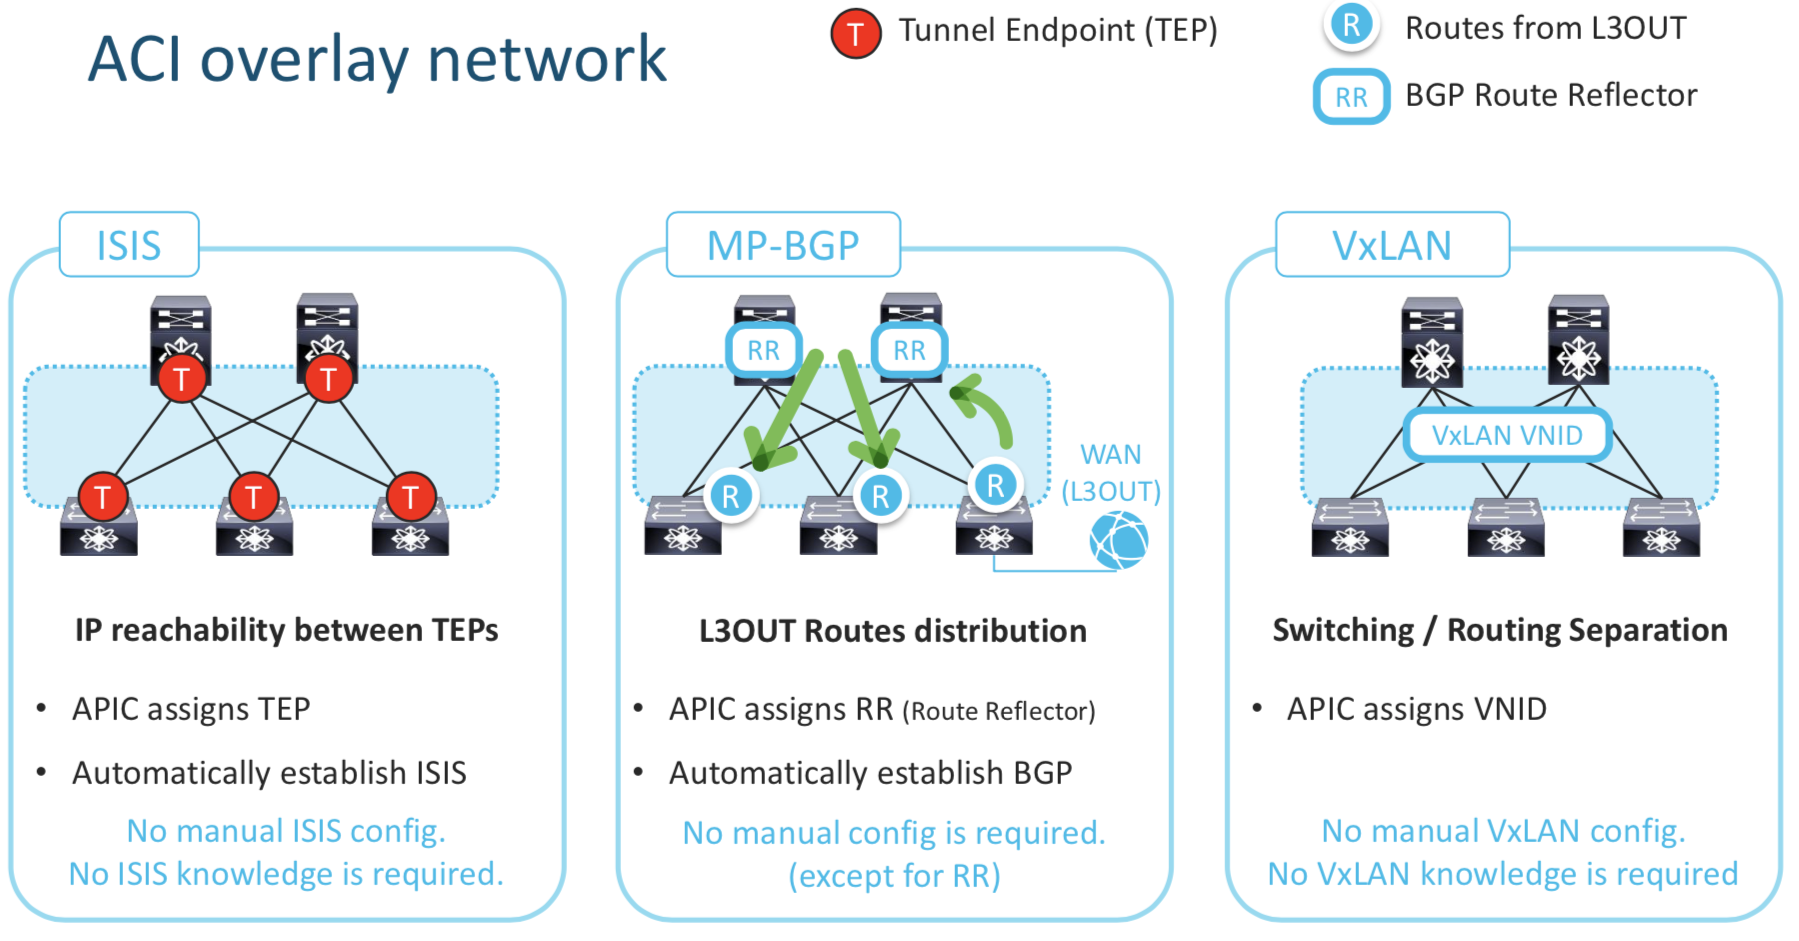 ACI overlay network
T Tunnel Endpoint (TEP)
R Routes from L3OUT
RR BGP Route Reflector
ISIS
T T
T T T
IP reachability between TEPs
• APIC assigns TEP
• Automatically establish ISIS
No manual ISIS config.
No ISIS knowledge is required.
MP-BGP
RR RR
WAN
(L3OUT)
R R R
L3OUT Routes distribution
• APIC assigns RR (Route Reflector)
• Automatically establish BGP
No manual config is required.
(except for RR)
VxLAN
VxLAN VNID
Switching / Routing Separation
• APIC assigns VNID
No manual VxLAN config.
No VxLAN knowledge is required